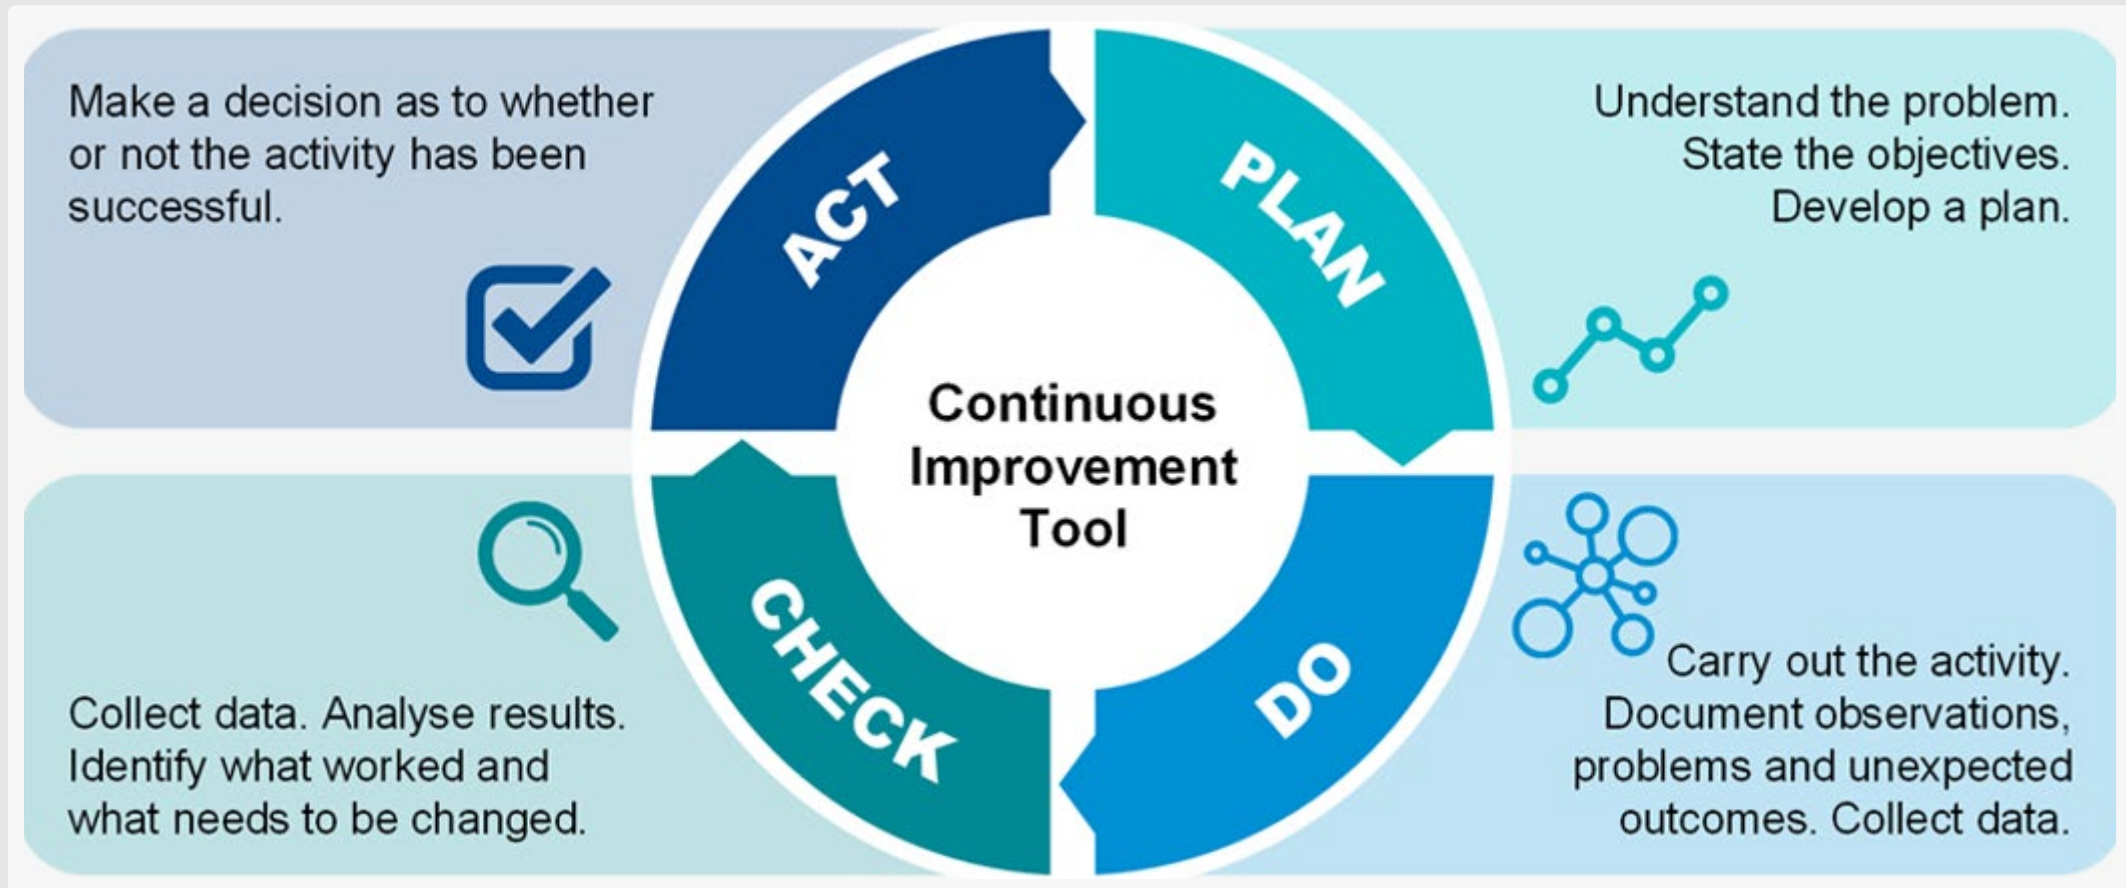 Make a decision as to whether
or not the activity has been
successful.
ACT
PLAN
Understand the problem.
State the objectives.
Develop a plan.
Continuous
Improvement
Tool
CHECK
Collect data. Analyse results.
Identify what worked and
what needs to be changed.
DO
Carry out the activity.
Document observations,
problems and unexpected
outcomes. Collect data.